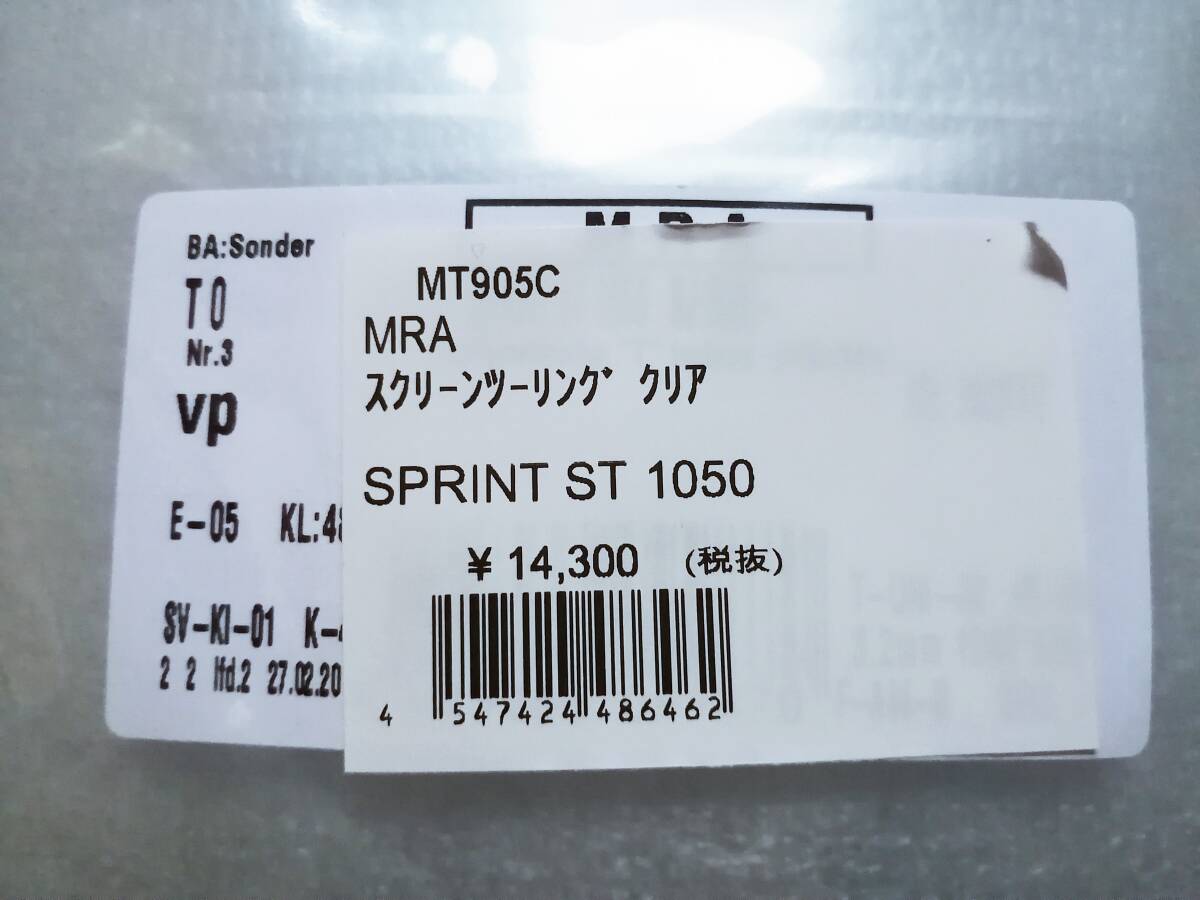 BA:Sonder
T0
Nr.3
vp
E-05 KL:48
SV-KI-01 K-
2 2 lfd.2 27.02.20
MRA
MT905C
MRA
ｽｸﾘｰﾝﾂｰﾘﾝｸﾞ ｸﾘｱ
SPRINT ST 1050
¥ 14,300 (税抜)
4 547424 486462